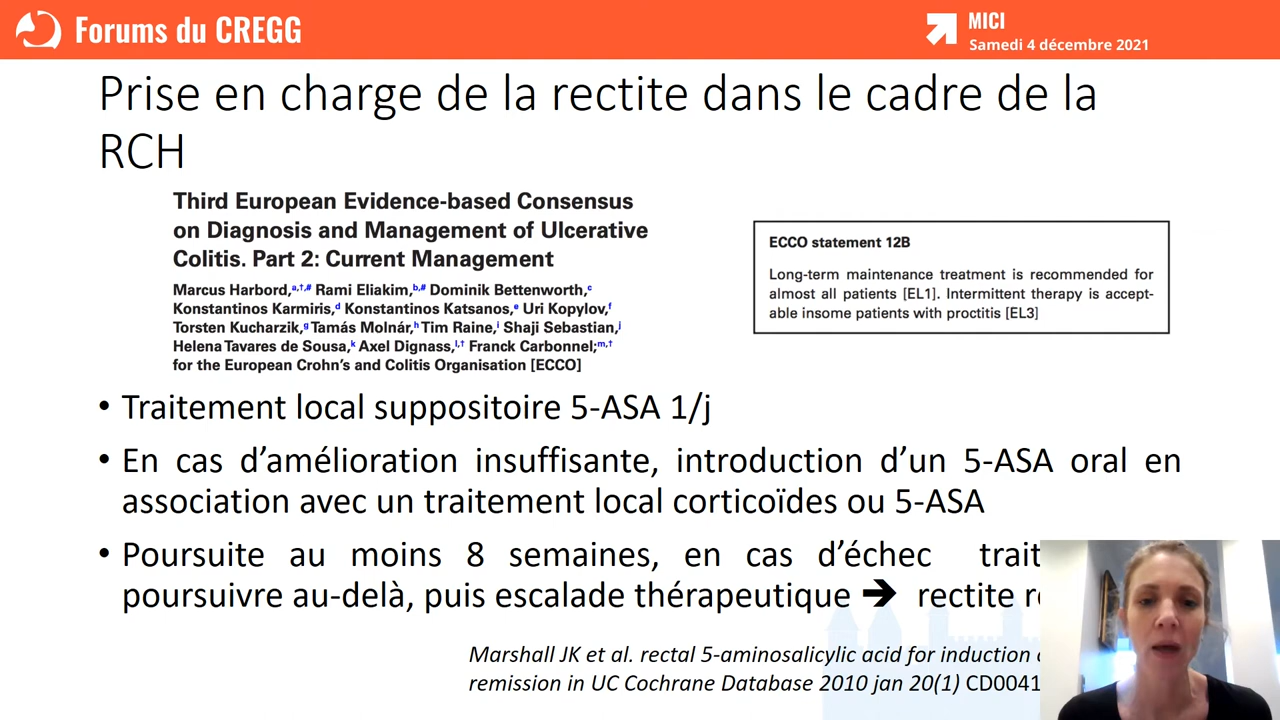 Forums du CREGG
MICI
Samedi 4 décembre 2021
Prise en charge de la rectite dans le cadre de la
RCH
Third European Evidence-based Consensus
on Diagnosis and Management of Ulcerative
Colitis. Part 2: Current Management
Marcus Harbord,a,†,# Rami Eliakim,b,# Dominik Bettenworth,c
Konstantinos Karmiris,d Konstantinos Katsanos,e Uri Kopylov,f
Torsten Kucharzik,g Tamás Molnár,h Tim Raine,i Shaji Sebastian,j
Helena Tavares de Sousa,k Axel Dignass,l,† Franck Carbonnel;m,†
for the European Crohn’s and Colitis Organisation [ECCO]
ECCO statement 12B
Long-term maintenance treatment is recommended for
almost all patients [EL1]. Intermittent therapy is accept-
able insome patients with proctitis [EL3]
• Traitement local suppositoire 5-ASA 1/j
• En cas d’amélioration insuffisante, introduction d’un 5-ASA oral en
association avec un traitement local corticoïdes ou 5-ASA
• Poursuite au moins 8 semaines, en cas d’échec
poursuivre au-delà, puis escalade thérapeutique ➔ rectite
Marshall JK et al. rectal 5-aminosalicylic acid for induction
remission in UC Cochrane Database 2010 jan 20(1) CD0041